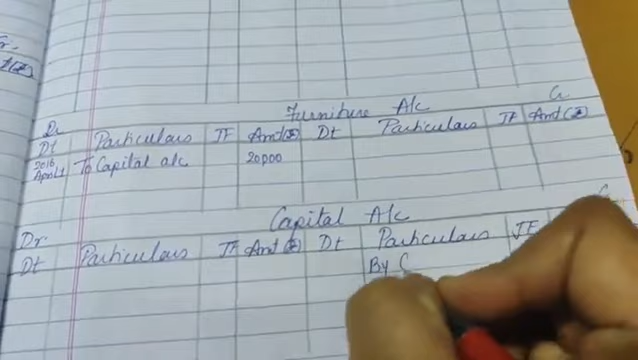 Furniture A/c
Dr Cr
Dt Particulars JF Amt(₹) Dt Particulars JF Amt(₹)
2016
April 1 To Capital a/c 20000
Capital A/c
Dr. C
Dt Particulars JF Amt(₹) Dt Particulars JF
By C